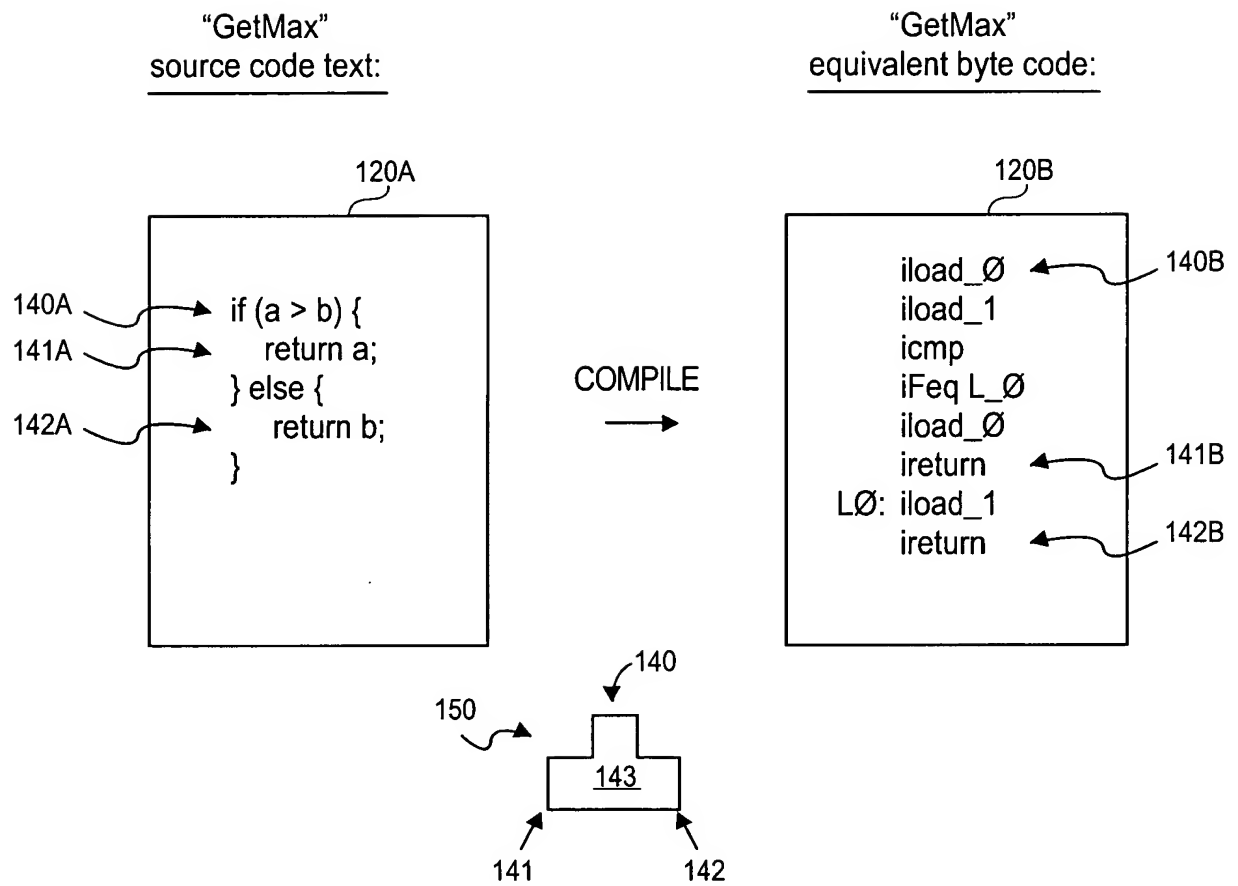 “GetMax”
source code text:
“GetMax”
equivalent byte code:
120A
120B
140A
if (a > b) {
141A
return a;
} else {
142A
return b;
}
COMPILE
iload_Ø
140B
iload_1
icmp
iFeq L_Ø
iload_Ø
ireturn
141B
LØ: iload_1
ireturn
142B
140
150
143
141
142